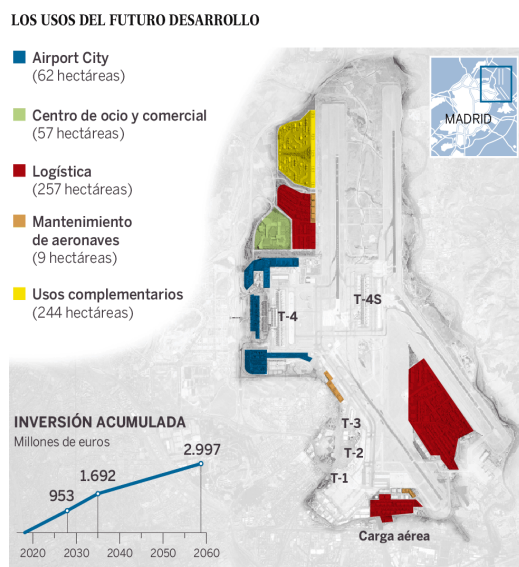 LOS USOS DEL FUTURO DESARROLLO
Airport City
(62 hectáreas)
Centro de ocio y comercial
(57 hectáreas)
Logística
(257 hectáreas)
Mantenimiento
de aeronaves
(9 hectáreas)
Usos complementarios
(244 hectáreas)
MADRID
T-4
T-4S
T-3
T-2
T-1
Carga aérea
INVERSIÓN ACUMULADA
Millones de euros
953
1.692
2.997
2020 2030 2040 2050 2060